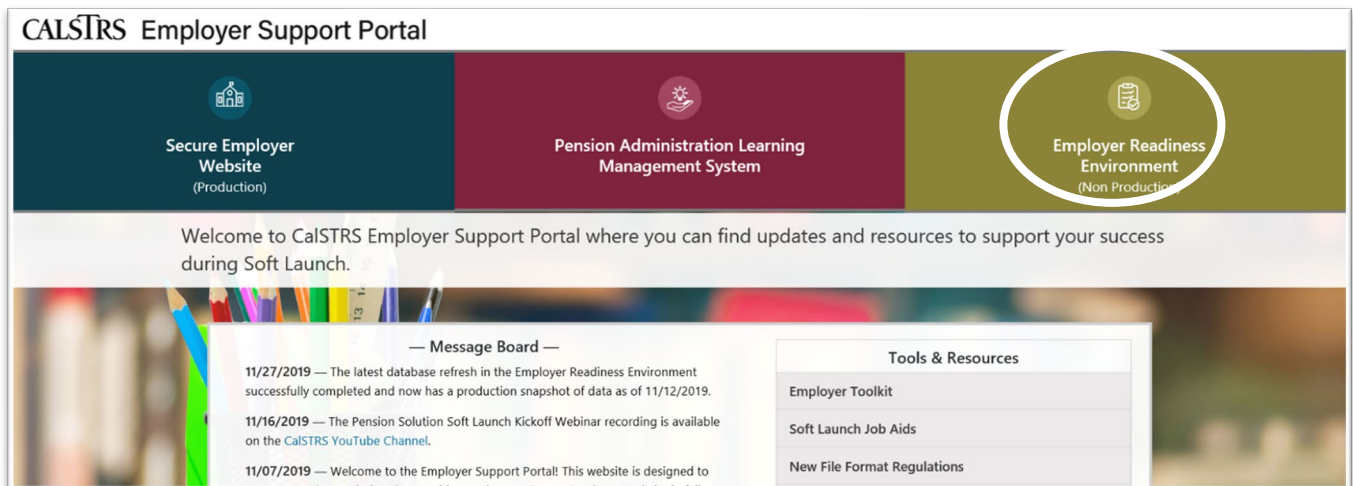 CALSTRS Employer Support Portal
Secure Employer
Website
(Production)
Pension Administration Learning
Management System
Employer Readiness
Environment
(Non Production)
Welcome to CalSTRS Employer Support Portal where you can find updates and resources to support your success
during Soft Launch.
— Message Board —
11/27/2019 — The latest database refresh in the Employer Readiness Environment
successfully completed and now has a production snapshot of data as of 11/12/2019.
11/16/2019 — The Pension Solution Soft Launch Kickoff Webinar recording is available
on the CalSTRS YouTube Channel.
11/07/2019 — Welcome to the Employer Support Portal! This website is designed to
Tools & Resources
Employer Toolkit
Soft Launch Job Aids
New File Format Regulations
13